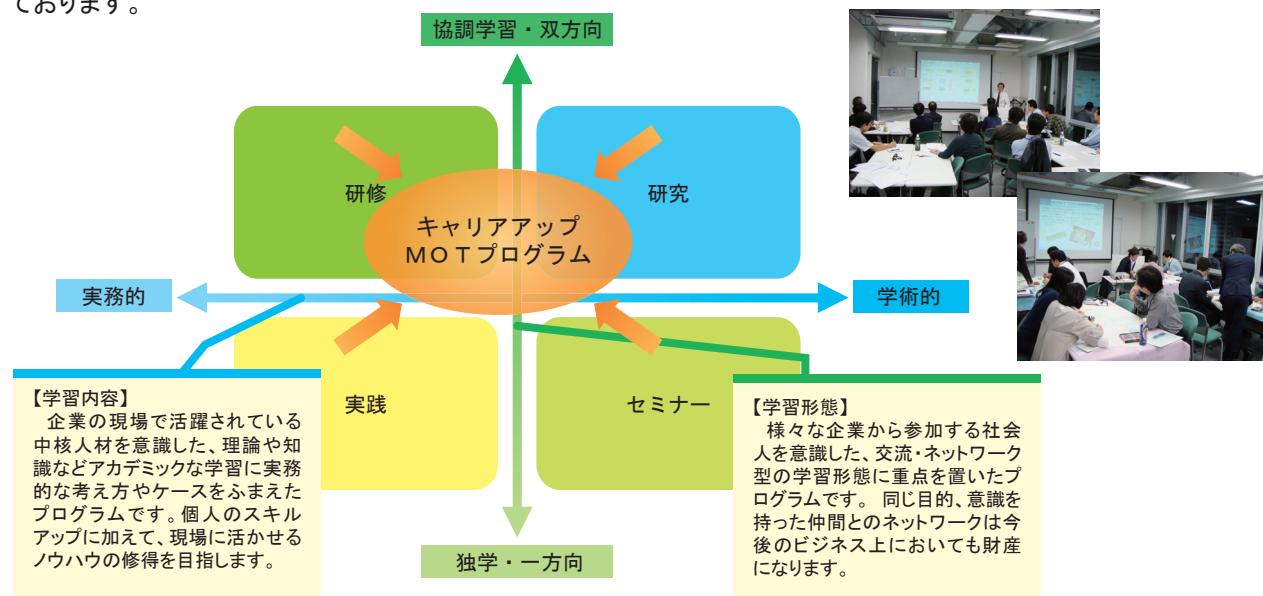 ております。
協調学習・双方向
研修
研究
キャリアアップ
ＭＯＴプログラム
実務的
学術的
実践
セミナー
【学習内容】
企業の現場で活躍されている
中核人材を意識した、理論や知
識などアカデミックな学習に実務
的な考え方やケースをふまえた
プログラムです。個人のスキル
アップに加えて、現場に活かせる
ノウハウの修得を目指します。
【学習形態】
様々な企業から参加する社会
人を意識した、交流・ネットワーク
型の学習形態に重点を置いたプ
ログラムです。 同じ目的、意識を
持った仲間とのネットワークは今
後のビジネス上においても財産
になります。
独学・一方向